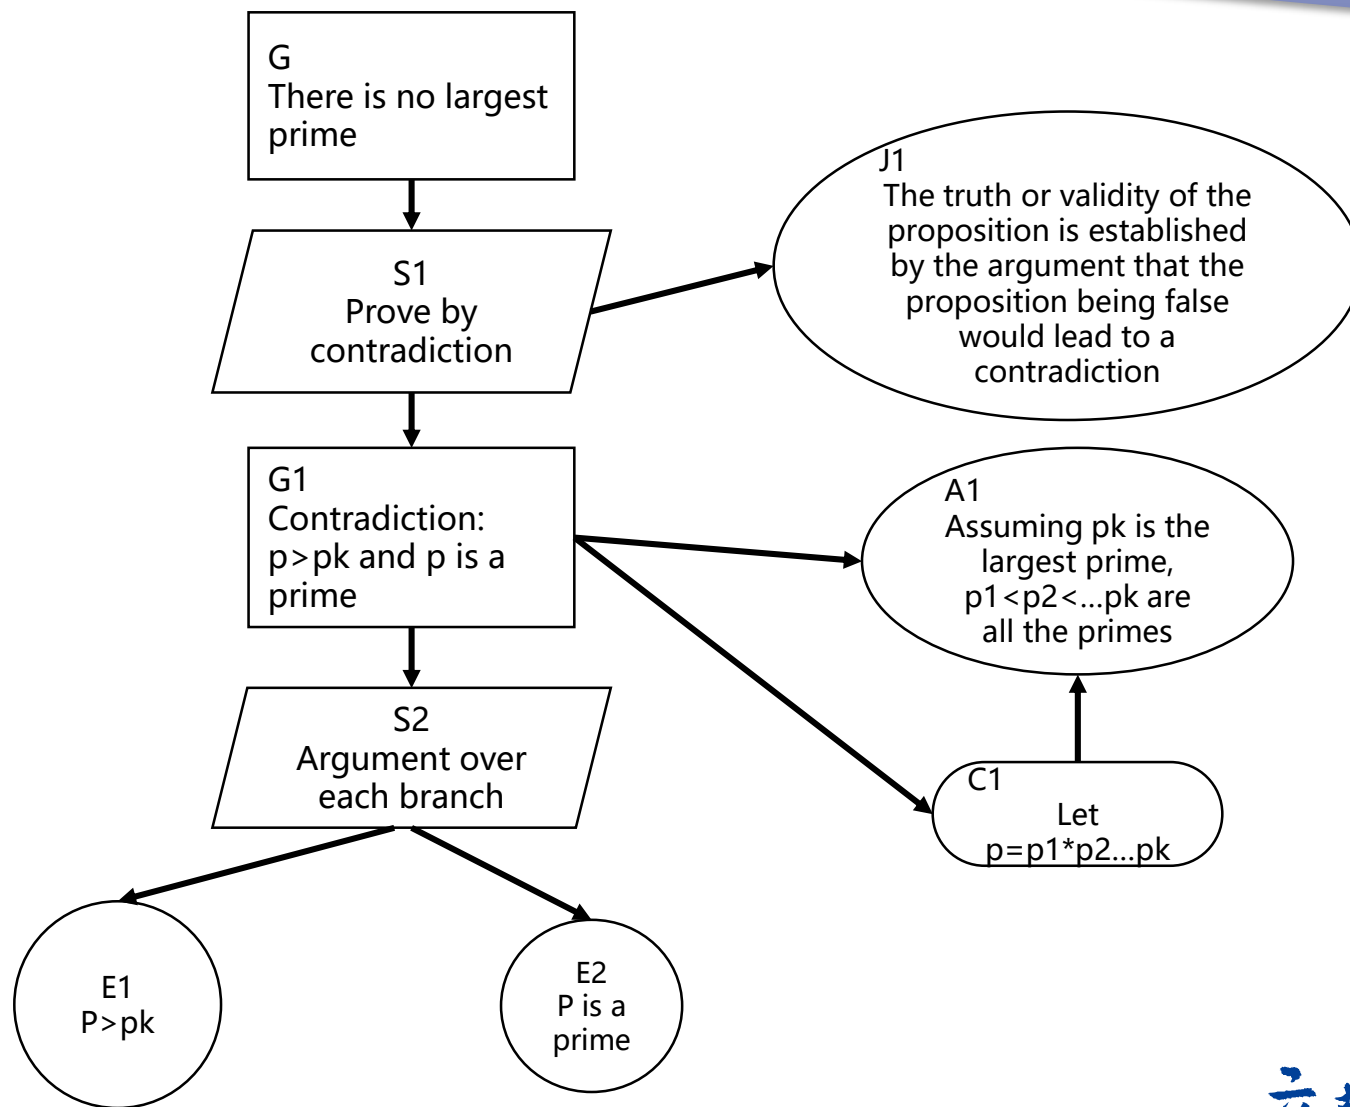 G
There is no largest
prime
J1
The truth or validity of the
proposition is established
by the argument that the
proposition being false
would lead to a
contradiction
S1
Prove by
contradiction
G1
Contradiction:
p>pk and p is a
prime
A1
Assuming pk is the
largest prime,
p1<p2<...pk are
all the primes
S2
Argument over
each branch
C1
Let
p=p1*p2...pk
E1
P>pk
E2
P is a
prime